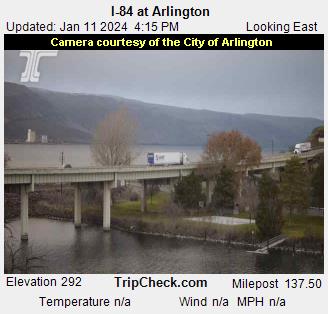 I-84 at Arlington
Updated: Jan 11 2024 4:15 PM Looking East
Camera courtesy of the City of Arlington
Elevation 292 TripCheck.com Milepost 137.50
Temperature n/a Wind n/a MPH n/a